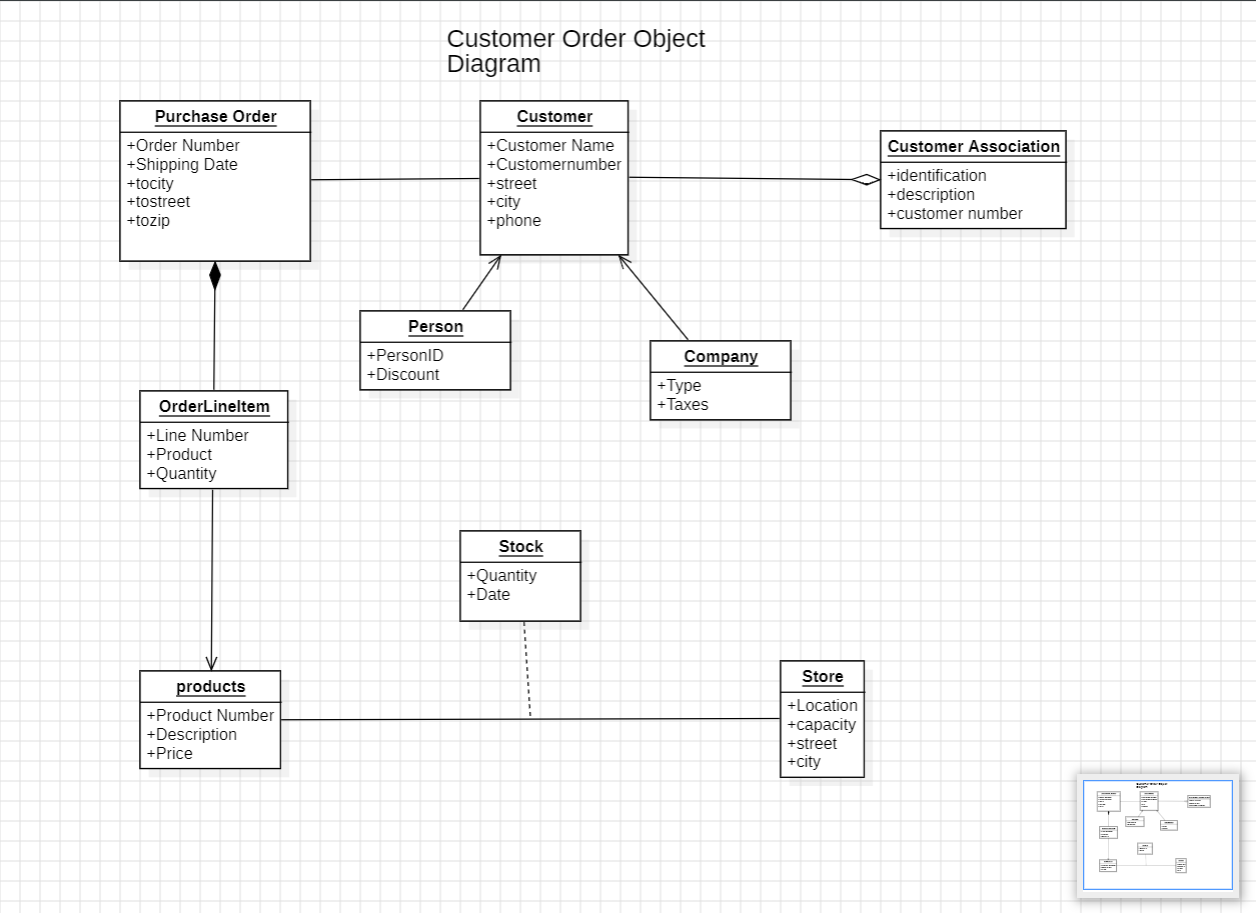 Customer Order Object
Diagram
Purchase Order
+Order Number
+Shipping Date
+tocity
+tostreet
+tozip
Customer
+Customer Name
+Customernumber
+street
+city
+phone
Customer Association
+identification
+description
+customer number
Person
+PersonID
+Discount
Company
+Type
+Taxes
OrderLineItem
+Line Number
+Product
+Quantity
Stock
+Quantity
+Date
products
+Product Number
+Description
+Price
Store
+Location
+capacity
+street
+city